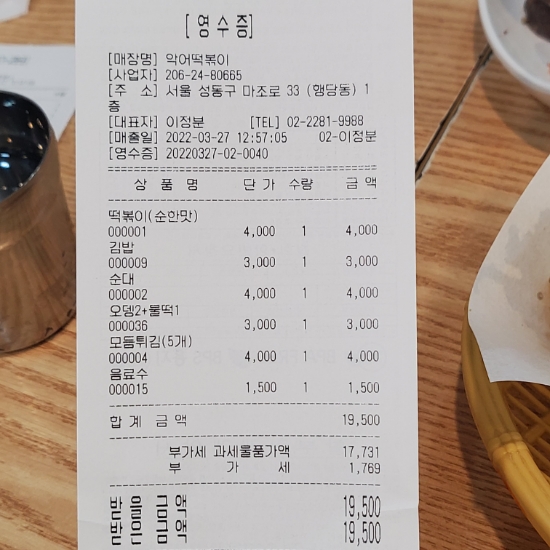 [ 영 수 증 ]
[매장명] 악어떡볶이
[사업자] 206-24-80665
[주 소] 서울 성동구 마조로 33 (행당동) 1
층
[대표자] 이정분 [TEL] 02-2281-9988
[매출일] 2022-03-27 12:57:05 02-이정분
[영수증] 20220327-02-0040
상 품 명 단 가 수량 금 액
떡볶이(순한맛)
000001 4,000 1 4,000
김밥
000009 3,000 1 3,000
순대
000002 4,000 1 4,000
오뎅2+물떡1
000036 3,000 1 3,000
모듬튀김(5개)
000004 4,000 1 4,000
음료수
000015 1,500 1 1,500
합 계 금 액 19,500
부가세 과세물품가액 17,731
부 가 세 1,769
받 을 금 액 19,500
받 은 금 액 19,500